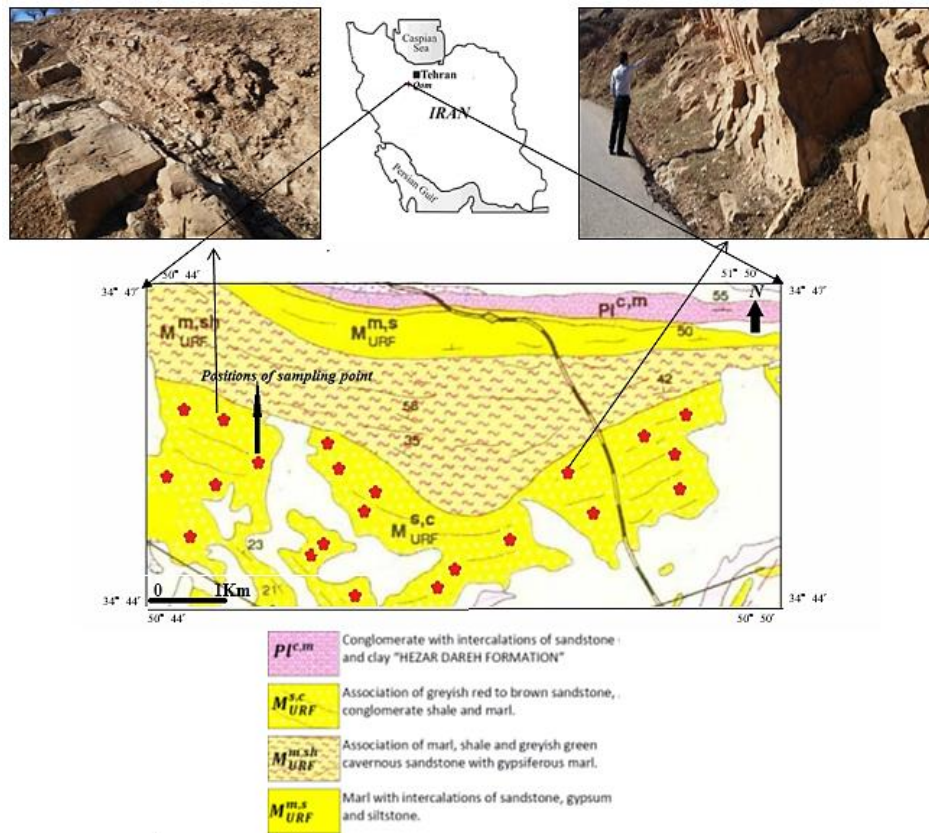 Caspian
Sea
Tehran
Qom
IRAN
Persian Gulf
50° 44′
51° 50′
34° 47′
34° 47′
N
55
Pl c,m
M m,sh URF
M m,s URF
50
Positions of sampling point
42
58
35
M s,c URF
23
21
0 1Km
34° 44′
34° 44′
50° 44′
50° 50′
Pl c,m
Conglomerate with intercalations of sandstone
and clay "HEZAR DAREH FORMATION"
M s,c URF
Association of greyish red to brown sandstone,
conglomerate shale and marl.
M m,sh URF
Association of marl, shale and greyish green
cavernous sandstone with gypsiferous marl.
M m,s URF
Marl with intercalations of sandstone, gypsum
and siltstone.